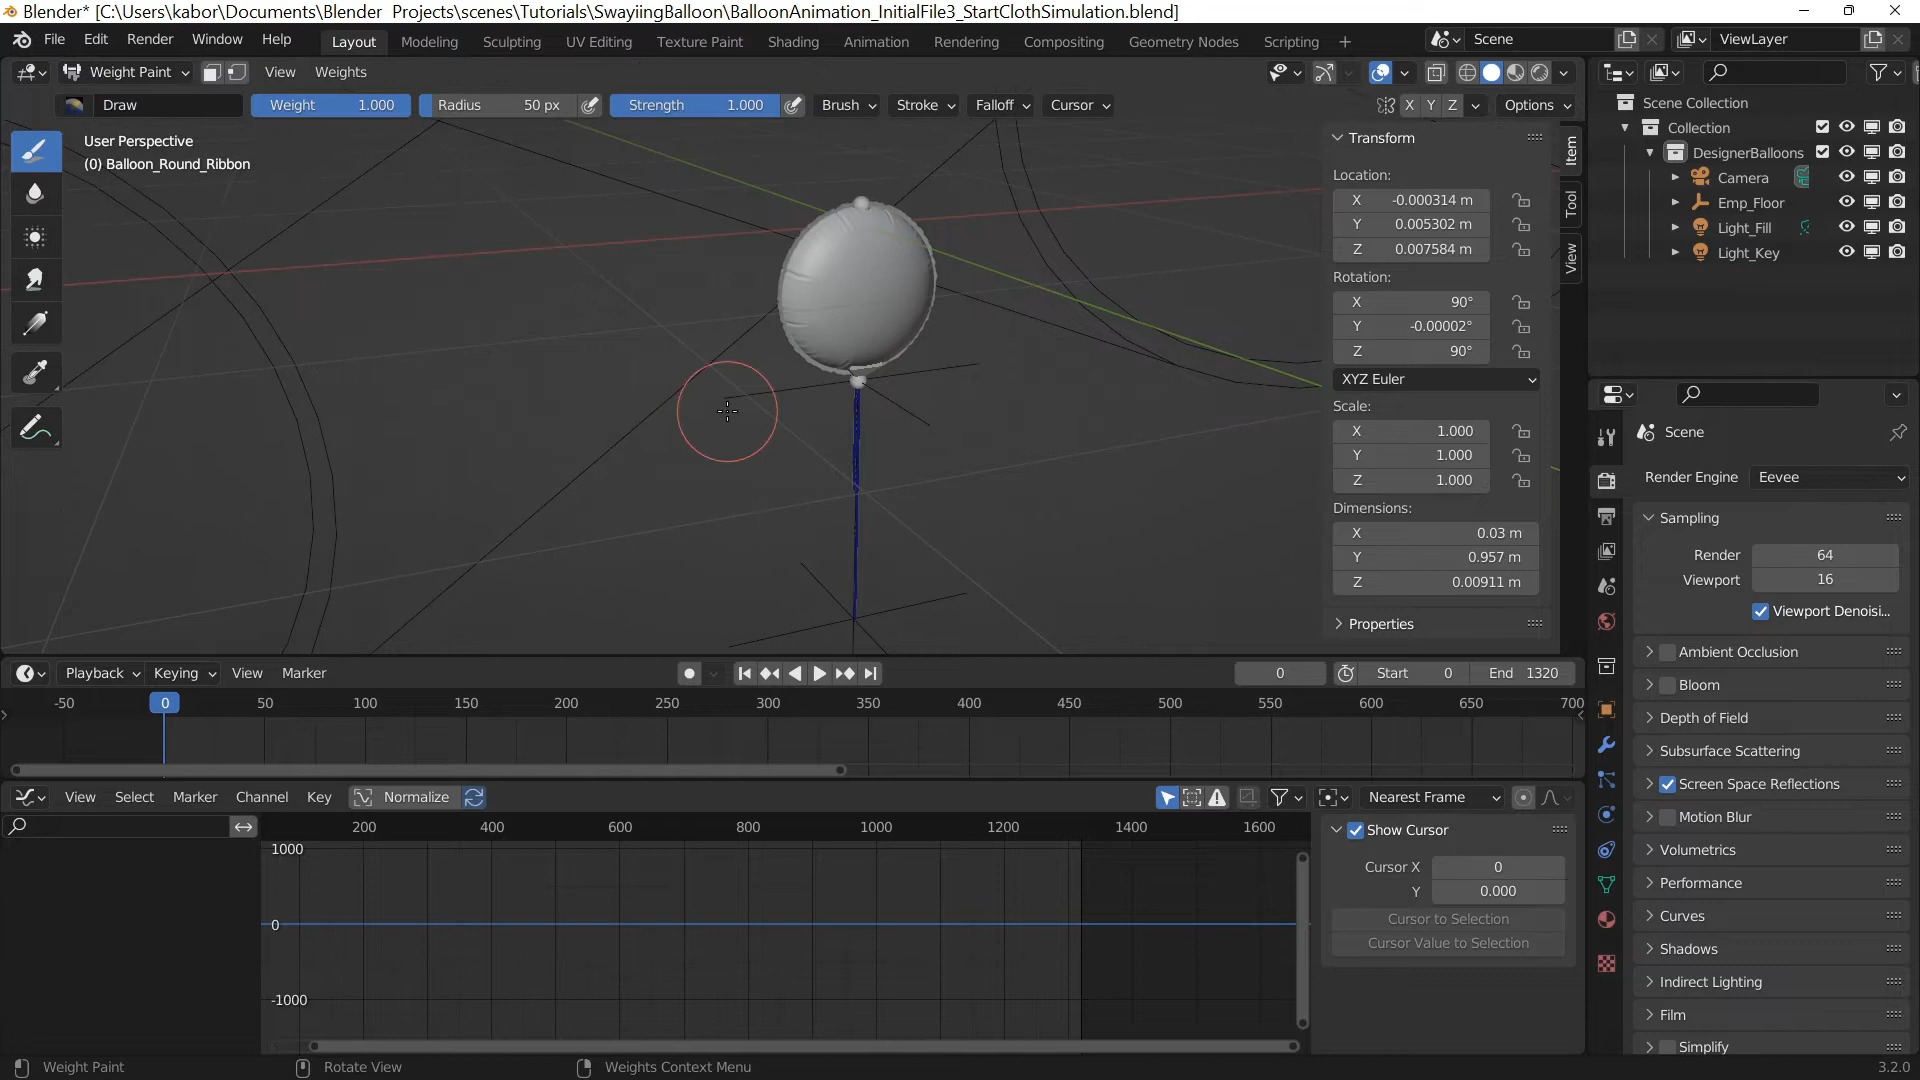 Blender* [C:\Users\kabor\Documents\Blender_Projects\scenes\Tutorials\SwayiingBalloon\BalloonAnimation_InitialFile3_StartClothSimulation.blend]
File Edit Render Window Help Layout Modeling Sculpting UV Editing Texture Paint Shading Animation Rendering Compositing Geometry Nodes Scripting + Scene ViewLayer
Weight Paint View Weights
Draw Weight 1.000 Radius 50 px Strength 1.000 Brush Stroke Falloff Cursor X Y Z Options
User Perspective
(0) Balloon_Round_Ribbon
Transform
Location:
X -0.000314 m
Y 0.005302 m
Z 0.007584 m
Rotation:
X 90°
Y -0.00002°
Z 90°
XYZ Euler
Scale:
X 1.000
Y 1.000
Z 1.000
Dimensions:
X 0.03 m
Y 0.957 m
Z 0.00911 m
Properties
Item
Tool
View
Scene Collection
Collection
DesignerBalloons
Camera
Emp_Floor
Light_Fill
Light_Key
Scene
Render Engine Eevee
Sampling
Render 64
Viewport 16
Viewport Denoisi...
Ambient Occlusion
Bloom
Depth of Field
Subsurface Scattering
Screen Space Reflections
Motion Blur
Volumetrics
Performance
Curves
Shadows
Indirect Lighting
Film
Simplify
Playback Keying View Marker 0 Start 0 End 1320
-50 0 50 100 150 200 250 300 350 400 450 500 550 600 650 700
View Select Marker Channel Key Normalize Nearest Frame
200 400 600 800 1000 1200 1400 1600
1000
0
-1000
Show Cursor
Cursor X 0
Y 0.000
Cursor to Selection
Cursor Value to Selection
Weight Paint Rotate View Weights Context Menu 3.2.0